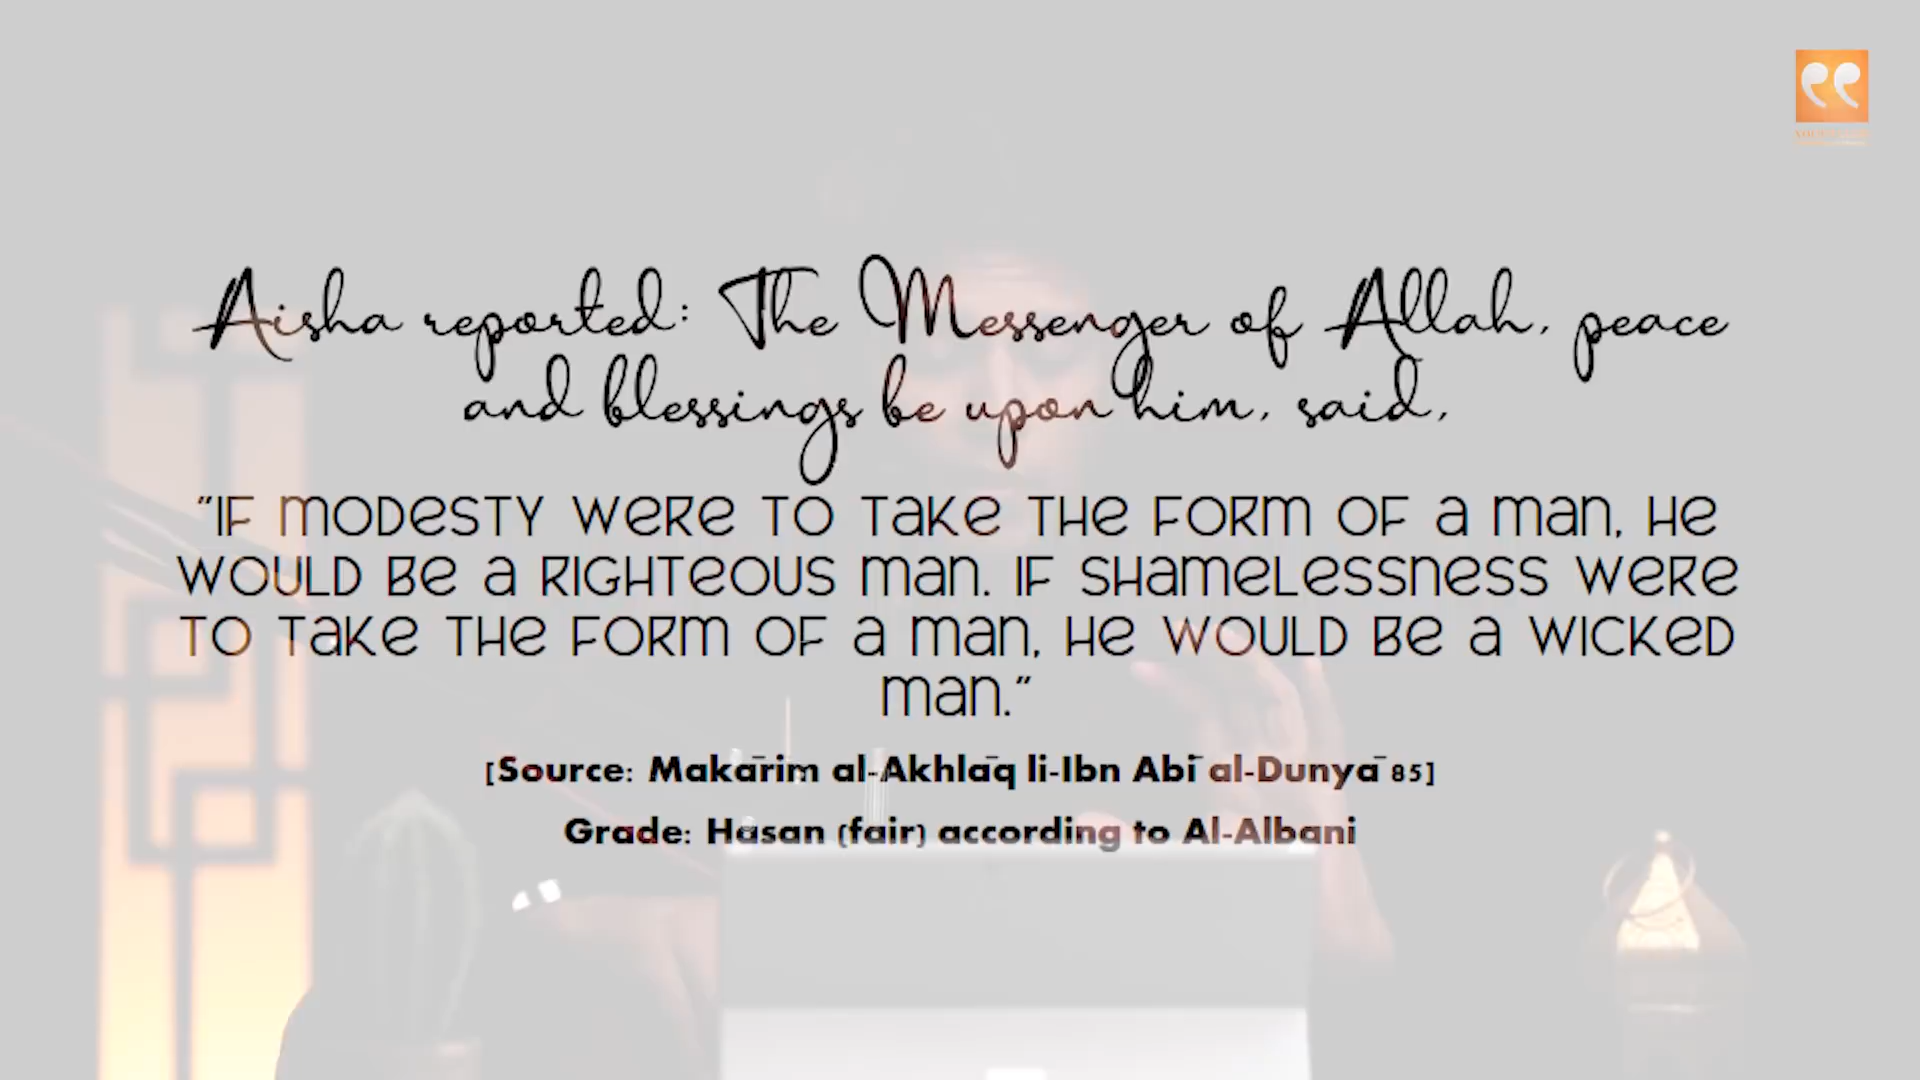 Aisha reported: The Messenger of Allah, peace
and blessings be upon him, said,
"IF MODESTY WERE TO TAKE THE FORM OF A MAN, HE
WOULD BE A RIGHTEOUS MAN. IF SHAMELESSNESS WERE
TO TAKE THE FORM OF A MAN, HE WOULD BE A WICKED
MAN."
[Source: Makārim al-Akhlāq li-Ibn Abī al-Dunyā 85]
Grade: Hasan (fair) according to Al-Albani